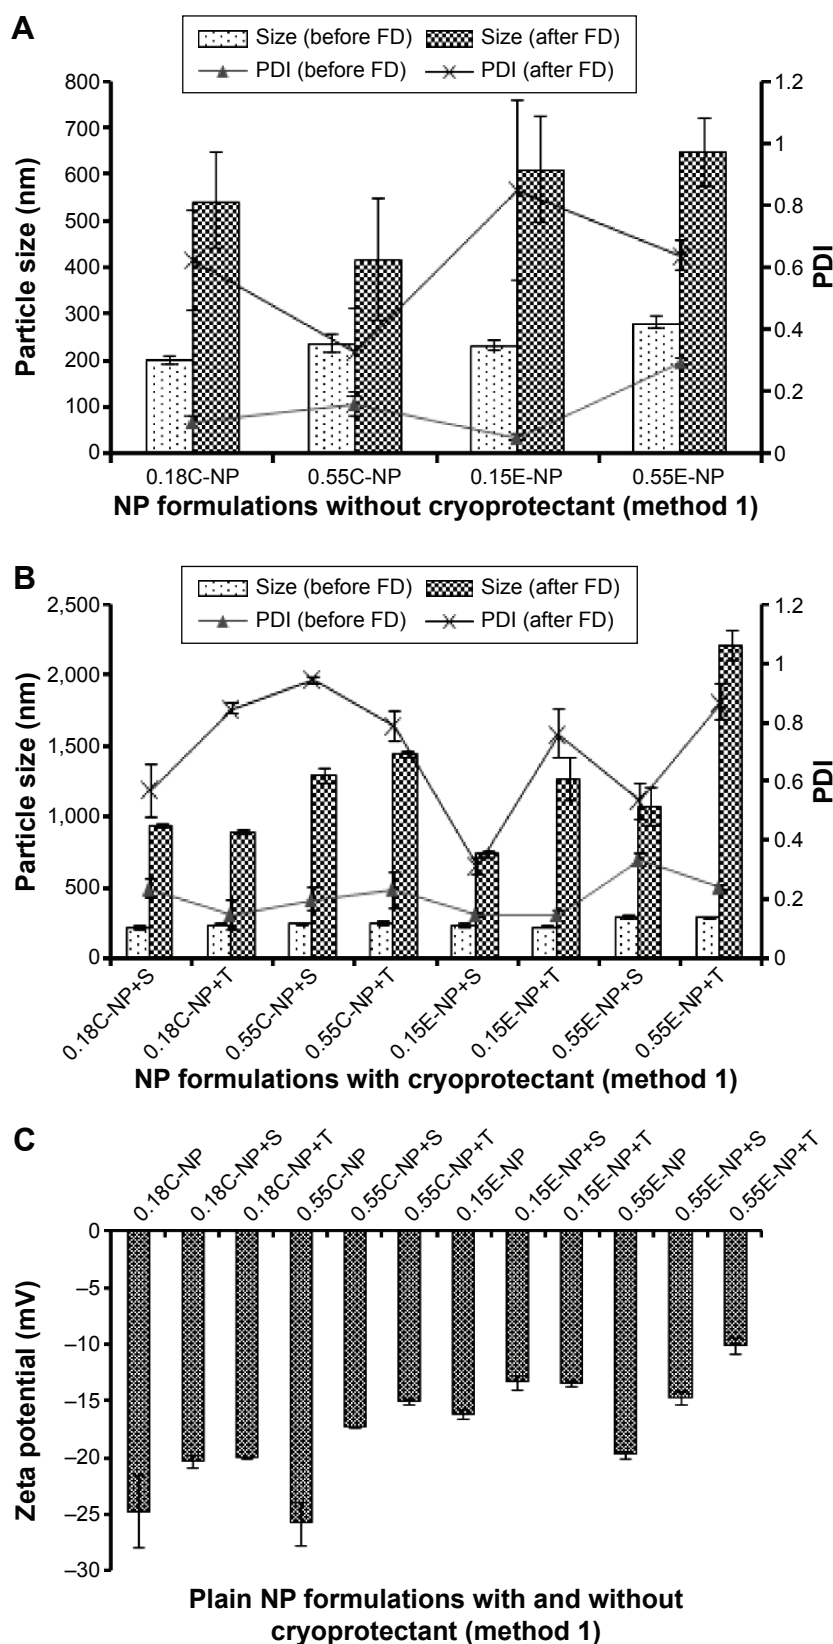 A
Size (before FD) Size (after FD)
PDI (before FD) PDI (after FD)
800 1.2
700
600 1
500 0.8
400 0.6
300 0.4
200
100 0.2
0 0
Particle size (nm)
PDI
0.18C-NP 0.55C-NP 0.15E-NP 0.55E-NP
NP formulations without cryoprotectant (method 1)
B
Size (before FD) Size (after FD)
PDI (before FD) PDI (after FD)
2,500 1.2
2,000 1
1,500 0.8
1,000 0.6
500 0.4
0.2
0 0
Particle size (nm)
PDI
0.18C-NP+S 0.18C-NP+T 0.55C-NP+S 0.55C-NP+T 0.15E-NP+S 0.15E-NP+T 0.55E-NP+S 0.55E-NP+T
NP formulations with cryoprotectant (method 1)
C
0.18C-NP 0.18C-NP+S 0.18C-NP+T 0.55C-NP 0.55C-NP+S 0.55C-NP+T 0.15E-NP 0.15E-NP+S 0.15E-NP+T 0.55E-NP 0.55E-NP+S 0.55E-NP+T
0
–5
–10
–15
–20
–25
–30
Zeta potential (mV)
Plain NP formulations with and without
cryoprotectant (method 1)